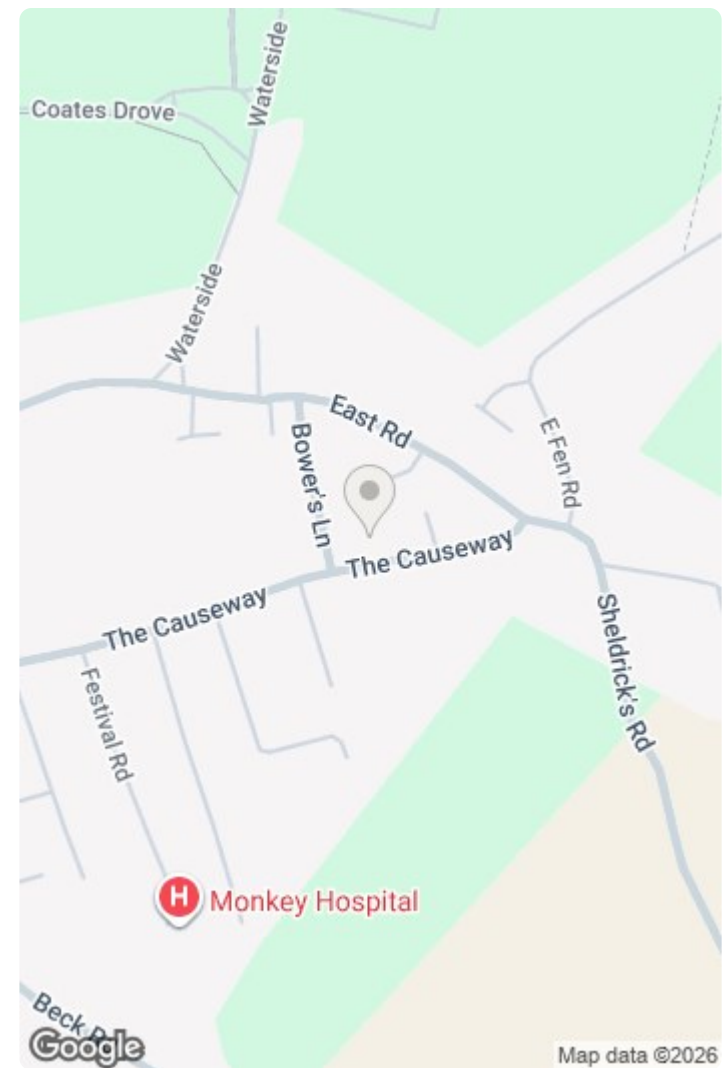 Waterside
Coates Drove
Waterside
East Rd
Bower's Ln
E Fen Rd
The Causeway
The Causeway
Sheldrick's Rd
Festival Rd
H
Monkey Hospital
Beck Rd
Google
Map data ©2026